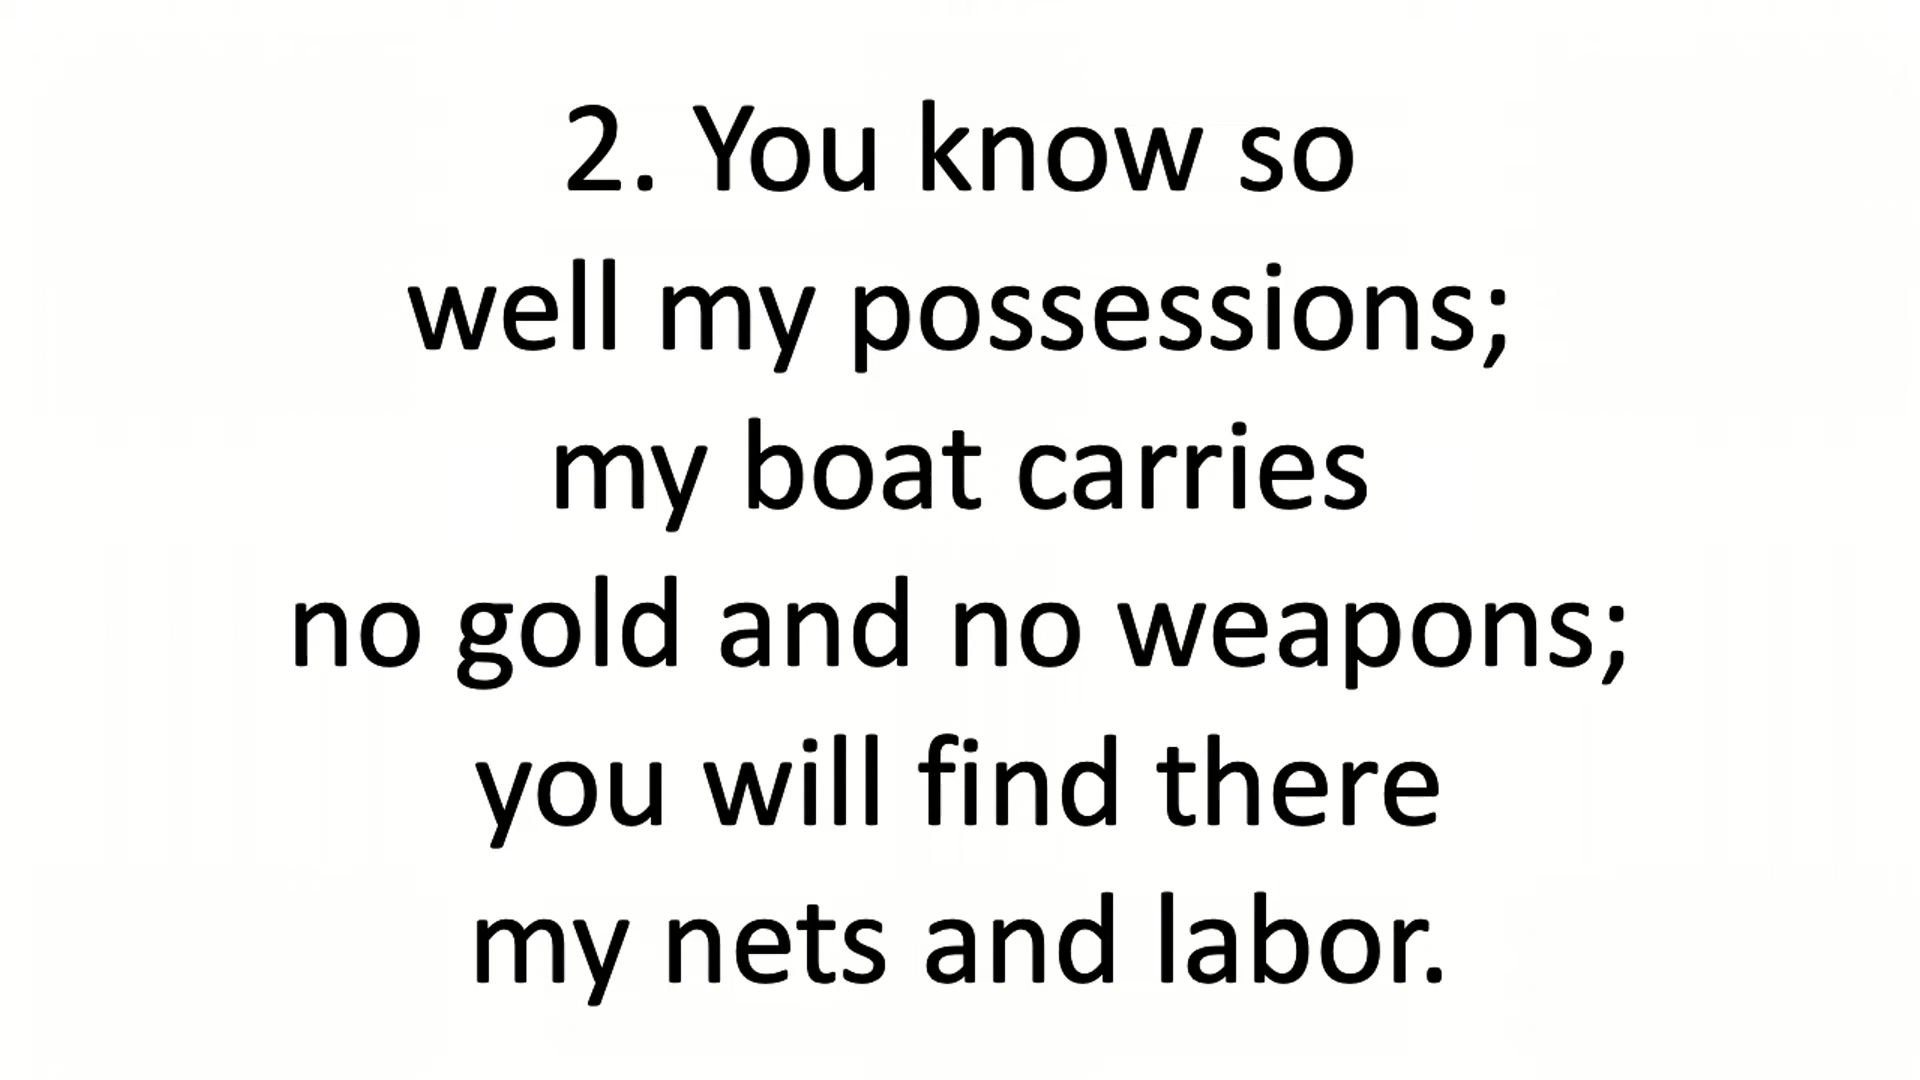 2. You know so
well my possessions;
my boat carries
no gold and no weapons;
you will find there
my nets and labor.